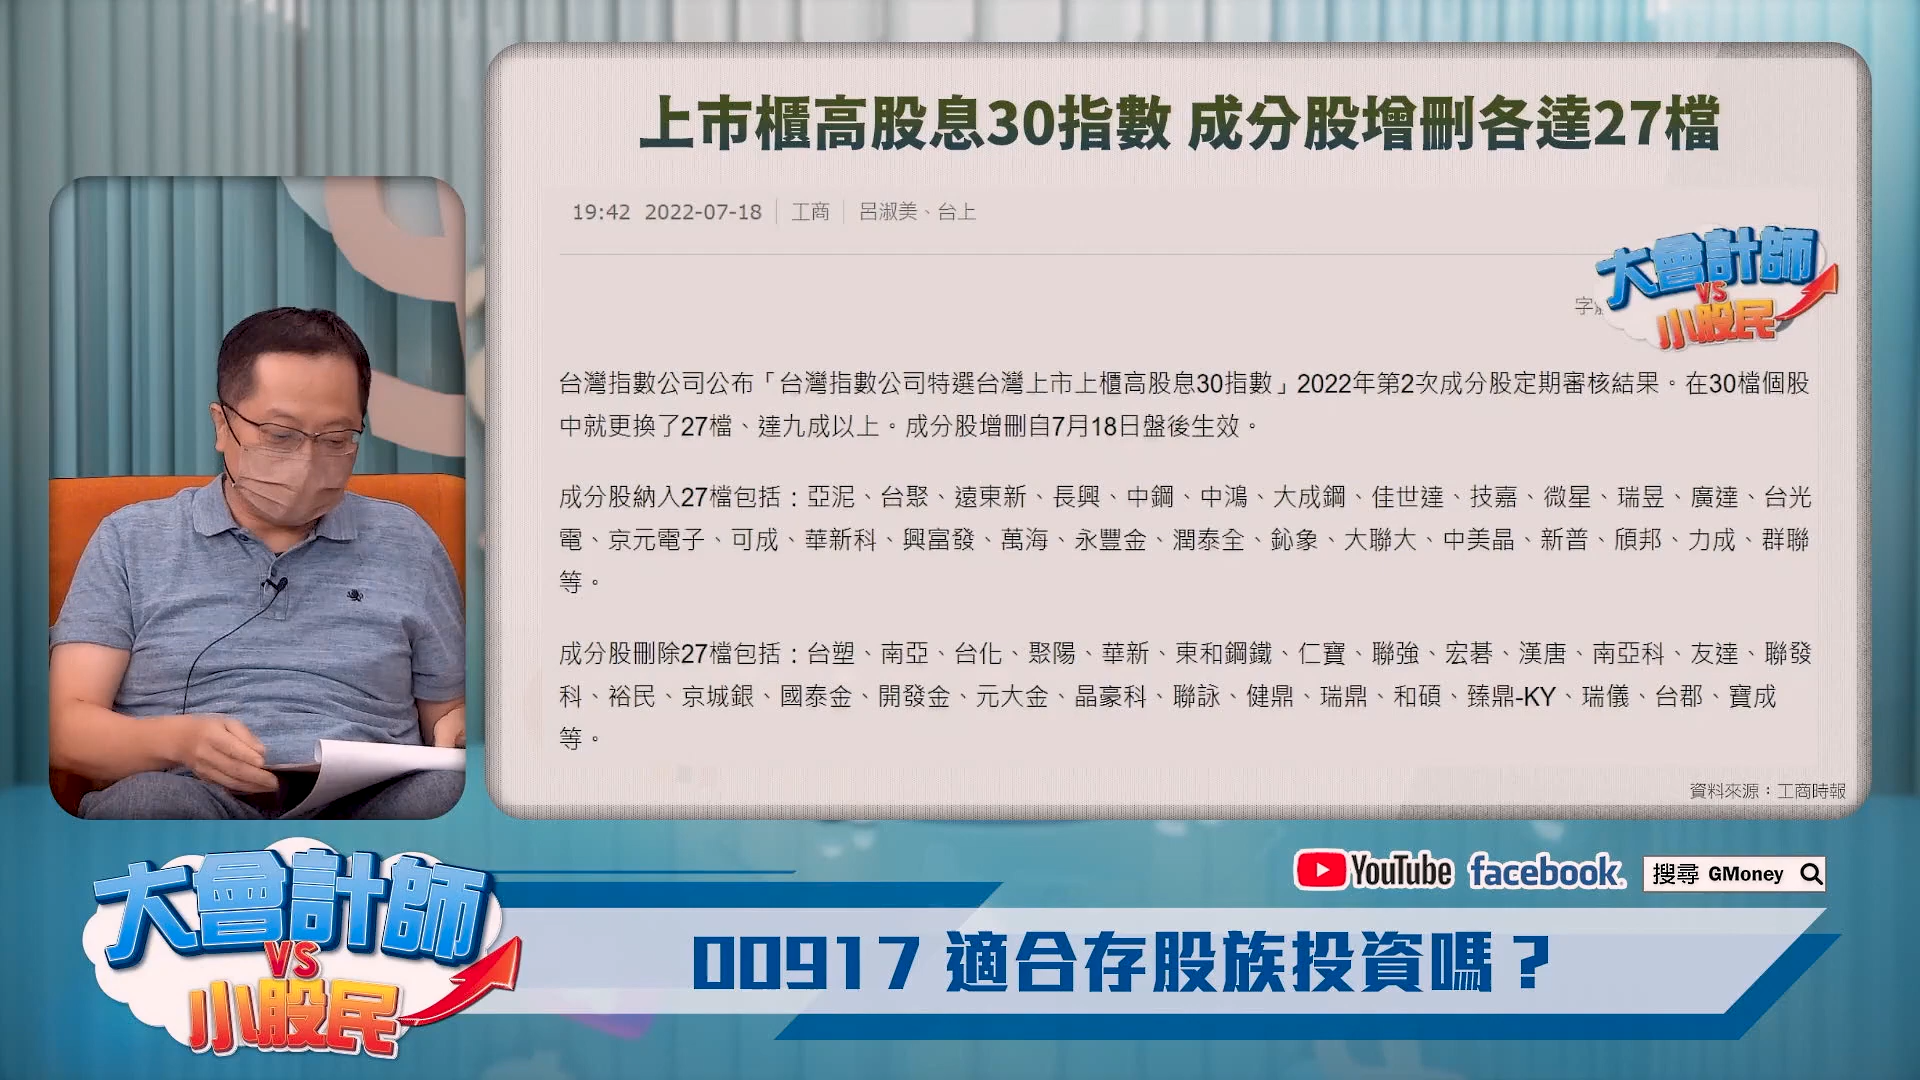 上市櫃高股息30指數 成分股增刪各達27檔
19:42 2022-07-18 工商 呂淑美、台上
字
大會計師
VS
小股民
台灣指數公司公布「台灣指數公司特選台灣上市上櫃高股息30指數」2022年第2次成分股定期審核結果。在30檔個股
中就更換了27檔、達九成以上。成分股增刪自7月18日盤後生效。
成分股納入27檔包括：亞泥、台聚、遠東新、長興、中鋼、中鴻、大成鋼、佳世達、技嘉、微星、瑞昱、廣達、台光
電、京元電子、可成、華新科、興富發、萬海、永豐金、潤泰全、鈊象、大聯大、中美晶、新普、頎邦、力成、群聯
等。
成分股刪除27檔包括：台塑、南亞、台化、聚陽、華新、東和鋼鐵、仁寶、聯強、宏碁、漢唐、南亞科、友達、聯發
科、裕民、京城銀、國泰金、開發金、元大金、晶豪科、聯詠、健鼎、瑞鼎、和碩、臻鼎-KY、瑞儀、台郡、寶成
等。
資料來源：工商時報
YouTube facebook 搜尋 GMoney
大會計師
VS
小股民
00917 適合存股族投資嗎？